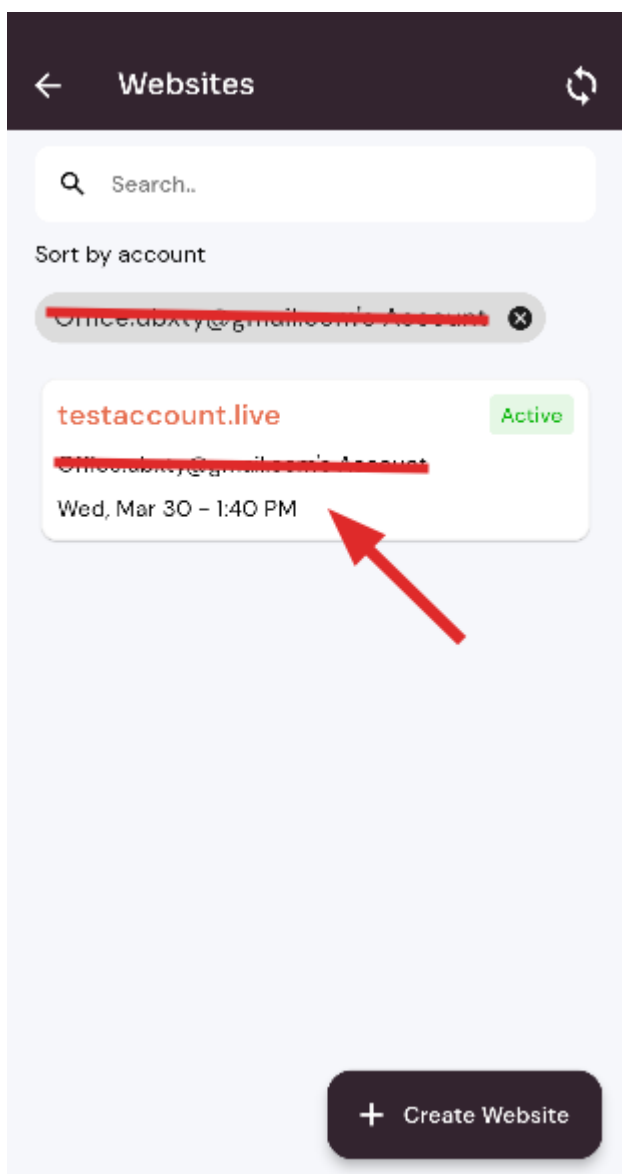 Websites
Search..
Sort by account
testaccount.live
Active
Wed, Mar 30 - 1:40 PM
+ Create Website